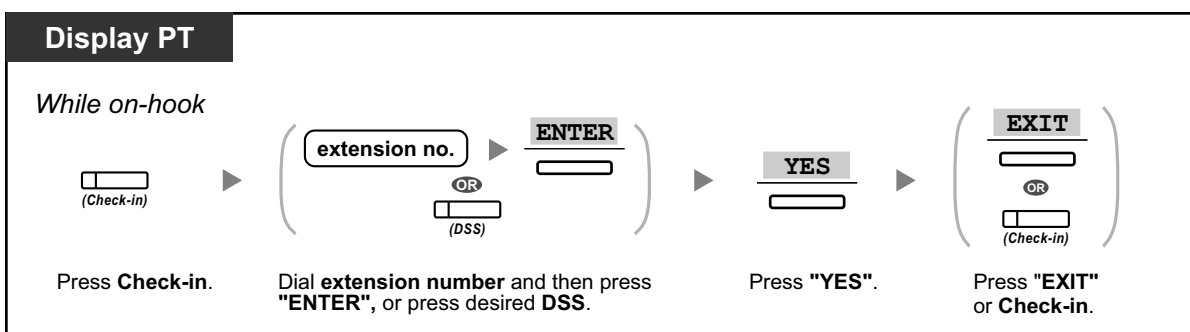 Display PT
While on-hook
(Check-in)
extension no.
ENTER
OR
(DSS)
YES
EXIT
OR
(Check-in)
Press Check-in.
Dial extension number and then press
"ENTER", or press desired DSS.
Press "YES".
Press "EXIT"
or Check-in.